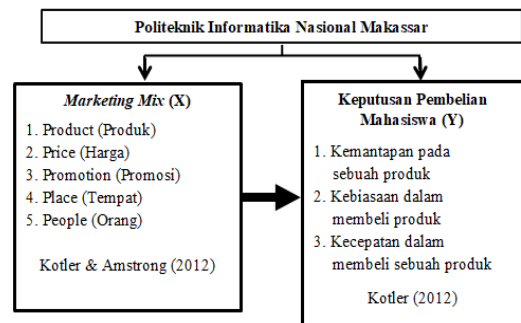 Politeknik Informatika Nasional Makassar
Marketing Mix (X)
1. Product (Produk)
2. Price (Harga)
3. Promotion (Promosi)
4. Place (Tempat)
5. People (Orang)
Kotler & Amstrong (2012)
Keputusan Pembelian
Mahasiswa (Y)
1. Kemantapan pada
sebuah produk
2. Kebiasaan dalam
membeli produk
3. Kecepatan dalam
membeli sebuah produk
Kotler (2012)